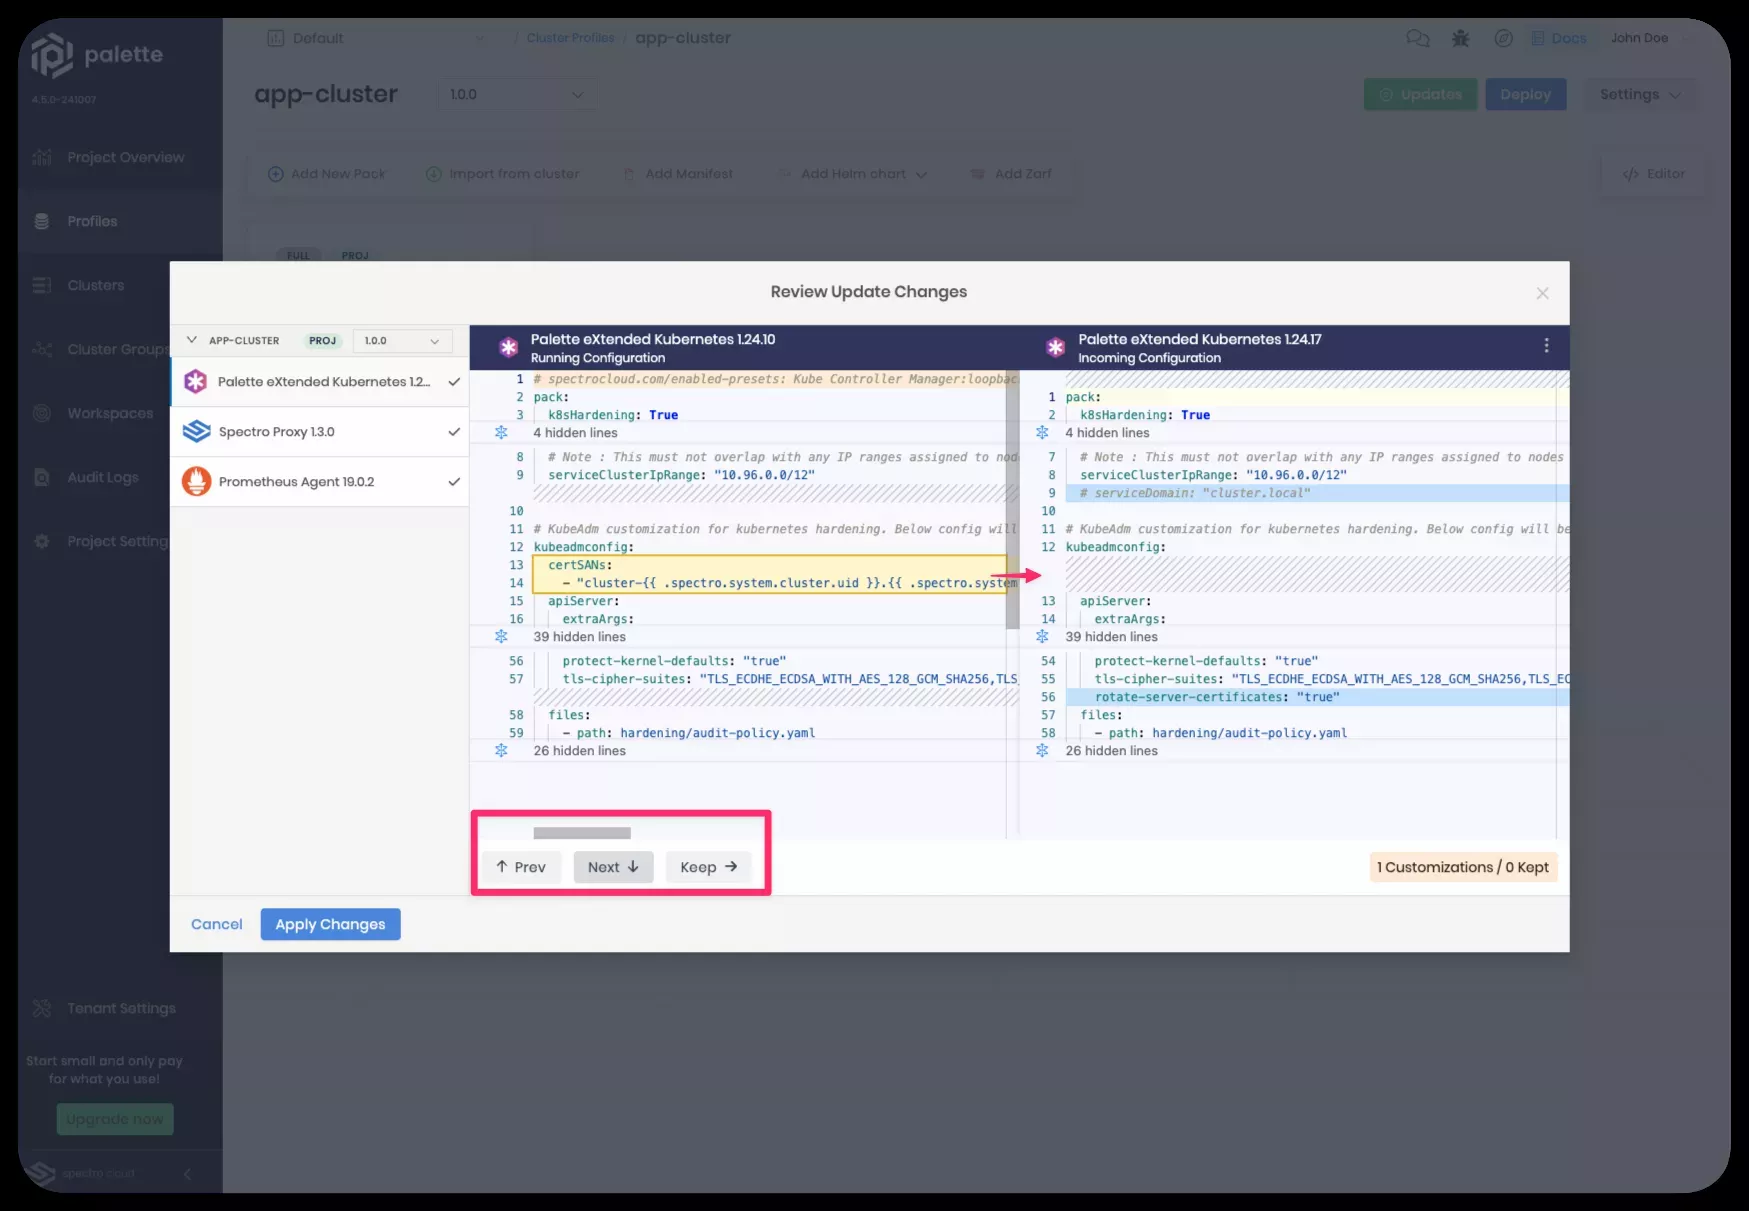 palette
4.5.0-241007
Project Overview
Profiles
Clusters
Cluster Groups
Workspaces
Audit Logs
Project Setting
Tenant Settings
Start small and only pay
for what you use!
Upgrade now
spectro cloud
Default
/ Cluster Profiles / app-cluster
Docs
John Doe
app-cluster
1.0.0
Updates
Deploy
Settings
Add New Pack
Import from cluster
Add Manifest
Add Helm chart
Add Zarf
</> Editor
FULL
PROJ
Review Update Changes
APP-CLUSTER
PROJ
1.0.0
Palette eXtended Kubernetes 1.2...
Spectro Proxy 1.3.0
Prometheus Agent 19.0.2
Palette eXtended Kubernetes 1.24.10
Running Configuration
1 # spectrocloud.com/enabled-presets: Kube Controller Manager:loopbac
2 pack:
3 k8sHardening: True
4 hidden lines
8 # Note : This must not overlap with any IP ranges assigned to nod
9 serviceClusterIpRange: "10.96.0.0/12"
10
11 # KubeAdm customization for kubernetes hardening. Below config will
12 kubeadmconfig:
13 certSANs:
14 - "cluster-{{ .spectro.system.cluster.uid }}.{{ .spectro.system
15 apiServer:
16 extraArgs:
39 hidden lines
56 protect-kernel-defaults: "true"
57 tls-cipher-suites: "TLS_ECDHE_ECDSA_WITH_AES_128_GCM_SHA256,TLS_
58 files:
59 - path: hardening/audit-policy.yaml
26 hidden lines
Palette eXtended Kubernetes 1.24.17
Incoming Configuration
1 pack:
2 k8sHardening: True
4 hidden lines
7 # Note : This must not overlap with any IP ranges assigned to nodes
8 serviceClusterIpRange: "10.96.0.0/12"
9 # serviceDomain: "cluster.local"
10
11 # KubeAdm customization for kubernetes hardening. Below config will be
12 kubeadmconfig:
13 apiServer:
14 extraArgs:
39 hidden lines
54 protect-kernel-defaults: "true"
55 tls-cipher-suites: "TLS_ECDHE_ECDSA_WITH_AES_128_GCM_SHA256,TLS_EC
56 rotate-server-certificates: "true"
57 files:
58 - path: hardening/audit-policy.yaml
26 hidden lines
↑ Prev
Next ↓
Keep →
1 Customizations / 0 Kept
Cancel
Apply Changes